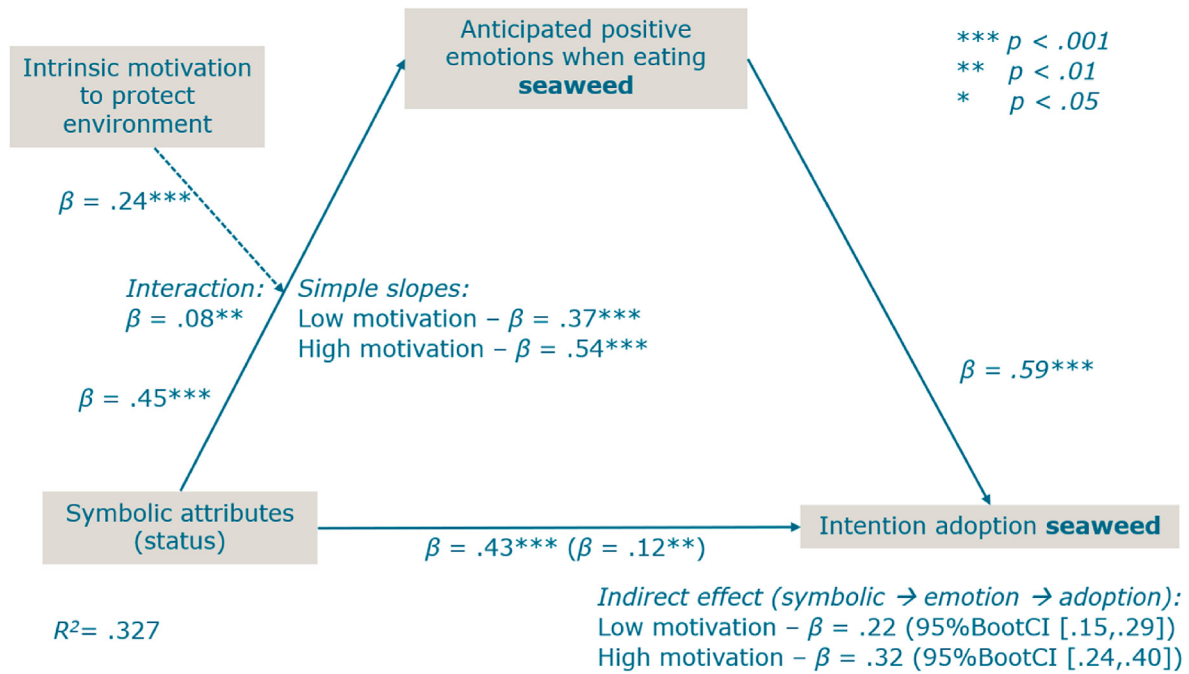 Anticipated positive
emotions when eating
seaweed
*** p < .001
** p < .01
* p < .05
Intrinsic motivation
to protect
environment
β = .24***
Interaction:
β = .08**
Simple slopes:
Low motivation – β = .37***
High motivation – β = .54***
β = .45***
β = .59***
Symbolic attributes
(status)
β = .43*** (β = .12**)
Intention adoption seaweed
R²= .327
Indirect effect (symbolic → emotion → adoption):
Low motivation – β = .22 (95%BootCI [.15,.29])
High motivation – β = .32 (95%BootCI [.24,.40])